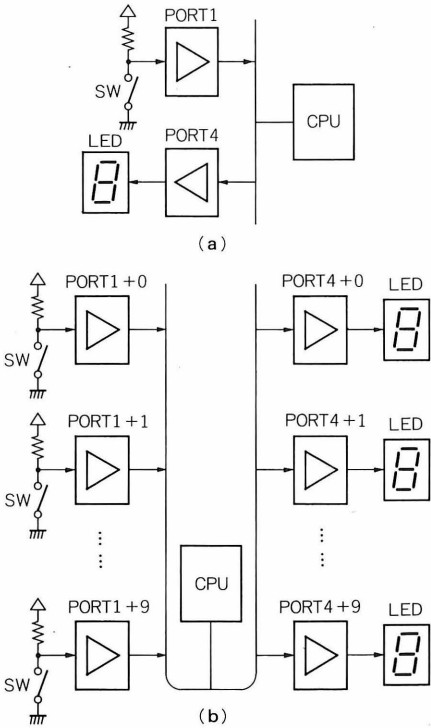 PORT1
SW
CPU
LED
PORT4
(a)
PORT1+0
PORT4+0
LED
SW
PORT1+1
PORT4+1
LED
SW
CPU
PORT1+9
PORT4+9
LED
SW
(b)